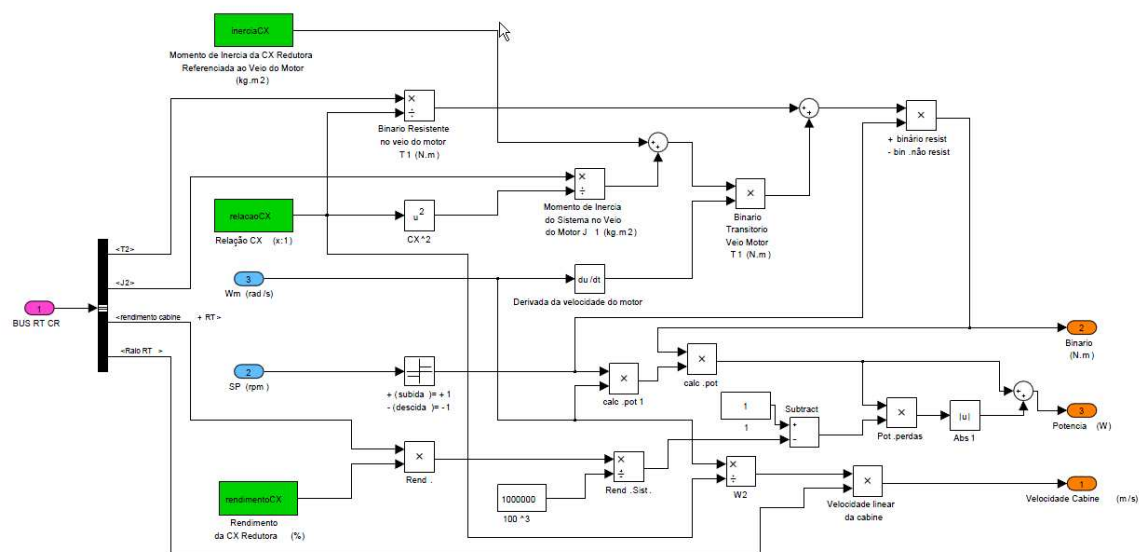 inerciaCX
Momento de Inercia da CX Redutora
Referenciada ao Veio do Motor
(kg.m2)
×
÷
Binario Resistente
no veio do motor
T1 (N.m)
×
+ binário resist
- bin .não resist
×
÷
Momento de Inercia
do Sistema no Veio
do Motor J 1 (kg.m2)
×
Binario
Transitorio
Veio Motor
T1 (N.m)
relacaoCX
Relação CX (x:1)
u²
CX^2
<T2>
<J2>
<rendimento cabine + RT>
<Raio RT >
1
BUS RT CR
3
Wm (rad /s)
du /dt
Derivada da velocidade do motor
2
Binario
(N.m)
2
SP (rpm )
+ (subida )= + 1
- (descida )= -1
×
calc .pot 1
×
calc .pot
1
1
Subtract
+
−
×
Pot .perdas
|u|
Abs 1
3
Potencia (W)
×
Rend .
×
÷
Rend .Sist .
1000000
100 ^3
×
÷
W2
×
Velocidade linear
da cabine
1
Velocidade Cabine (m/s)
rendimentoCX
Rendimento
da CX Redutora (%)